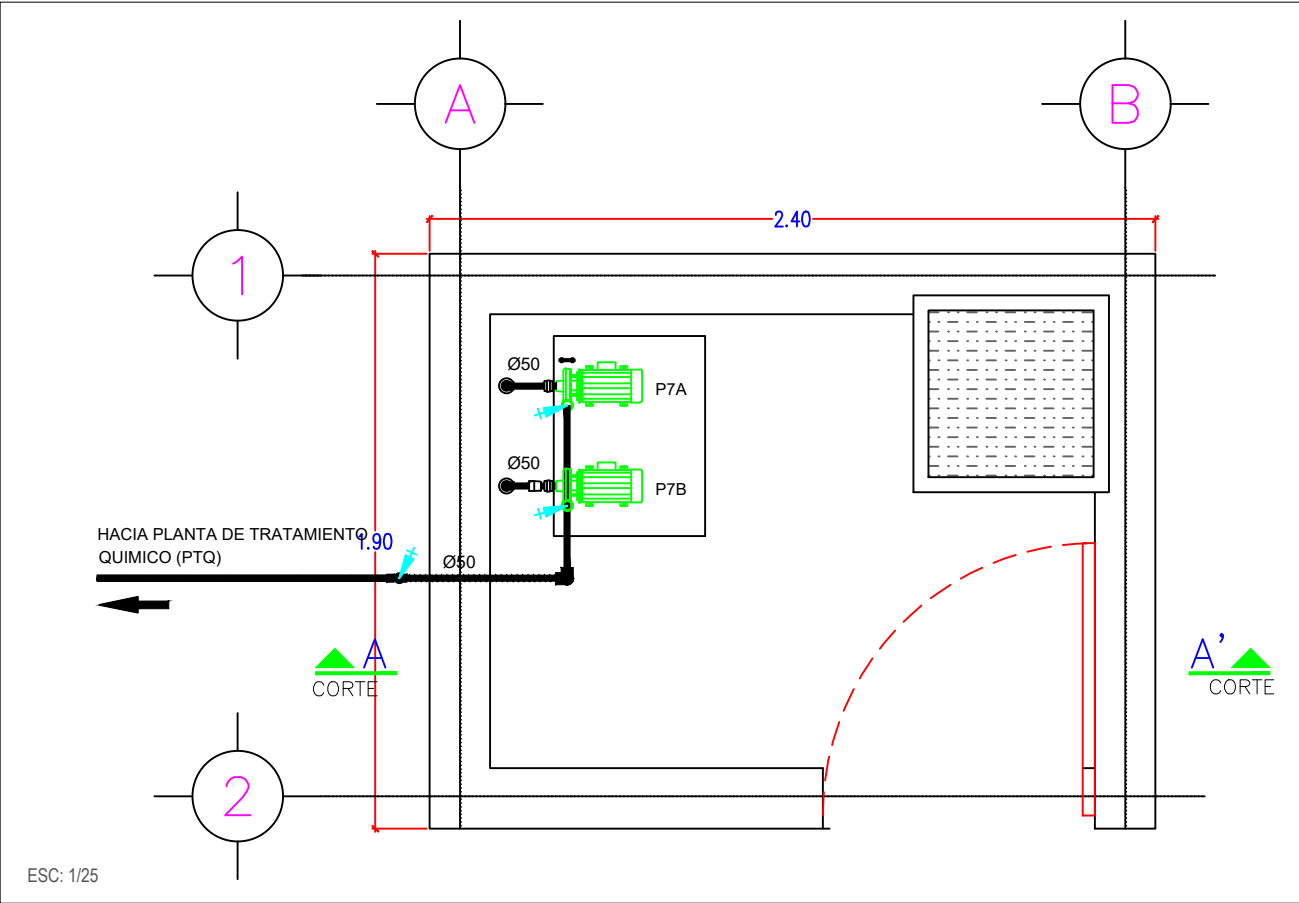 A
B
2.40
1
Ø50
P7A
Ø50
P7B
HACIA PLANTA DE TRATAMIENTO
QUIMICO (PTQ)
1.90
Ø50
A
CORTE
A’
CORTE
2
ESC: 1/25